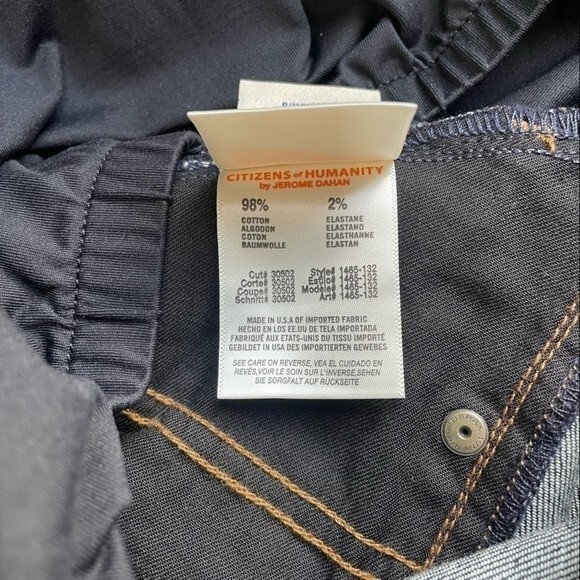 CITIZENS of HUMANITY
by JEROME DAHAN
98% 2%
COTTON ELASTANE
ALGODON ELASTANO
COTON ELASTHANNE
BAUMWOLLE ELASTAN
Cut# 30502 Style# 1465-132
Corte# 30502 Estilo# 1465-132
Coupe# 30502 Modele# 1465-132
Schnitt# 30502 Art# 1465-132
MADE IN U.S.A OF IMPORTED FABRIC
HECHO EN LOS EE.UU DE TELA IMPORTADA
FABRIQUÉ AUX ETATS-UNIS DU TISSU IMPORTE
GEBILDET IN USA DES IMPORTIERTEN GEWEBES
SEE CARE ON REVERSE, VEA EL CUIDADO EN
REVÉS,VOIR LE SOIN SUR L'INVERSE,SEHEN
SIE SORGFALT AUF RÜCKSEITE